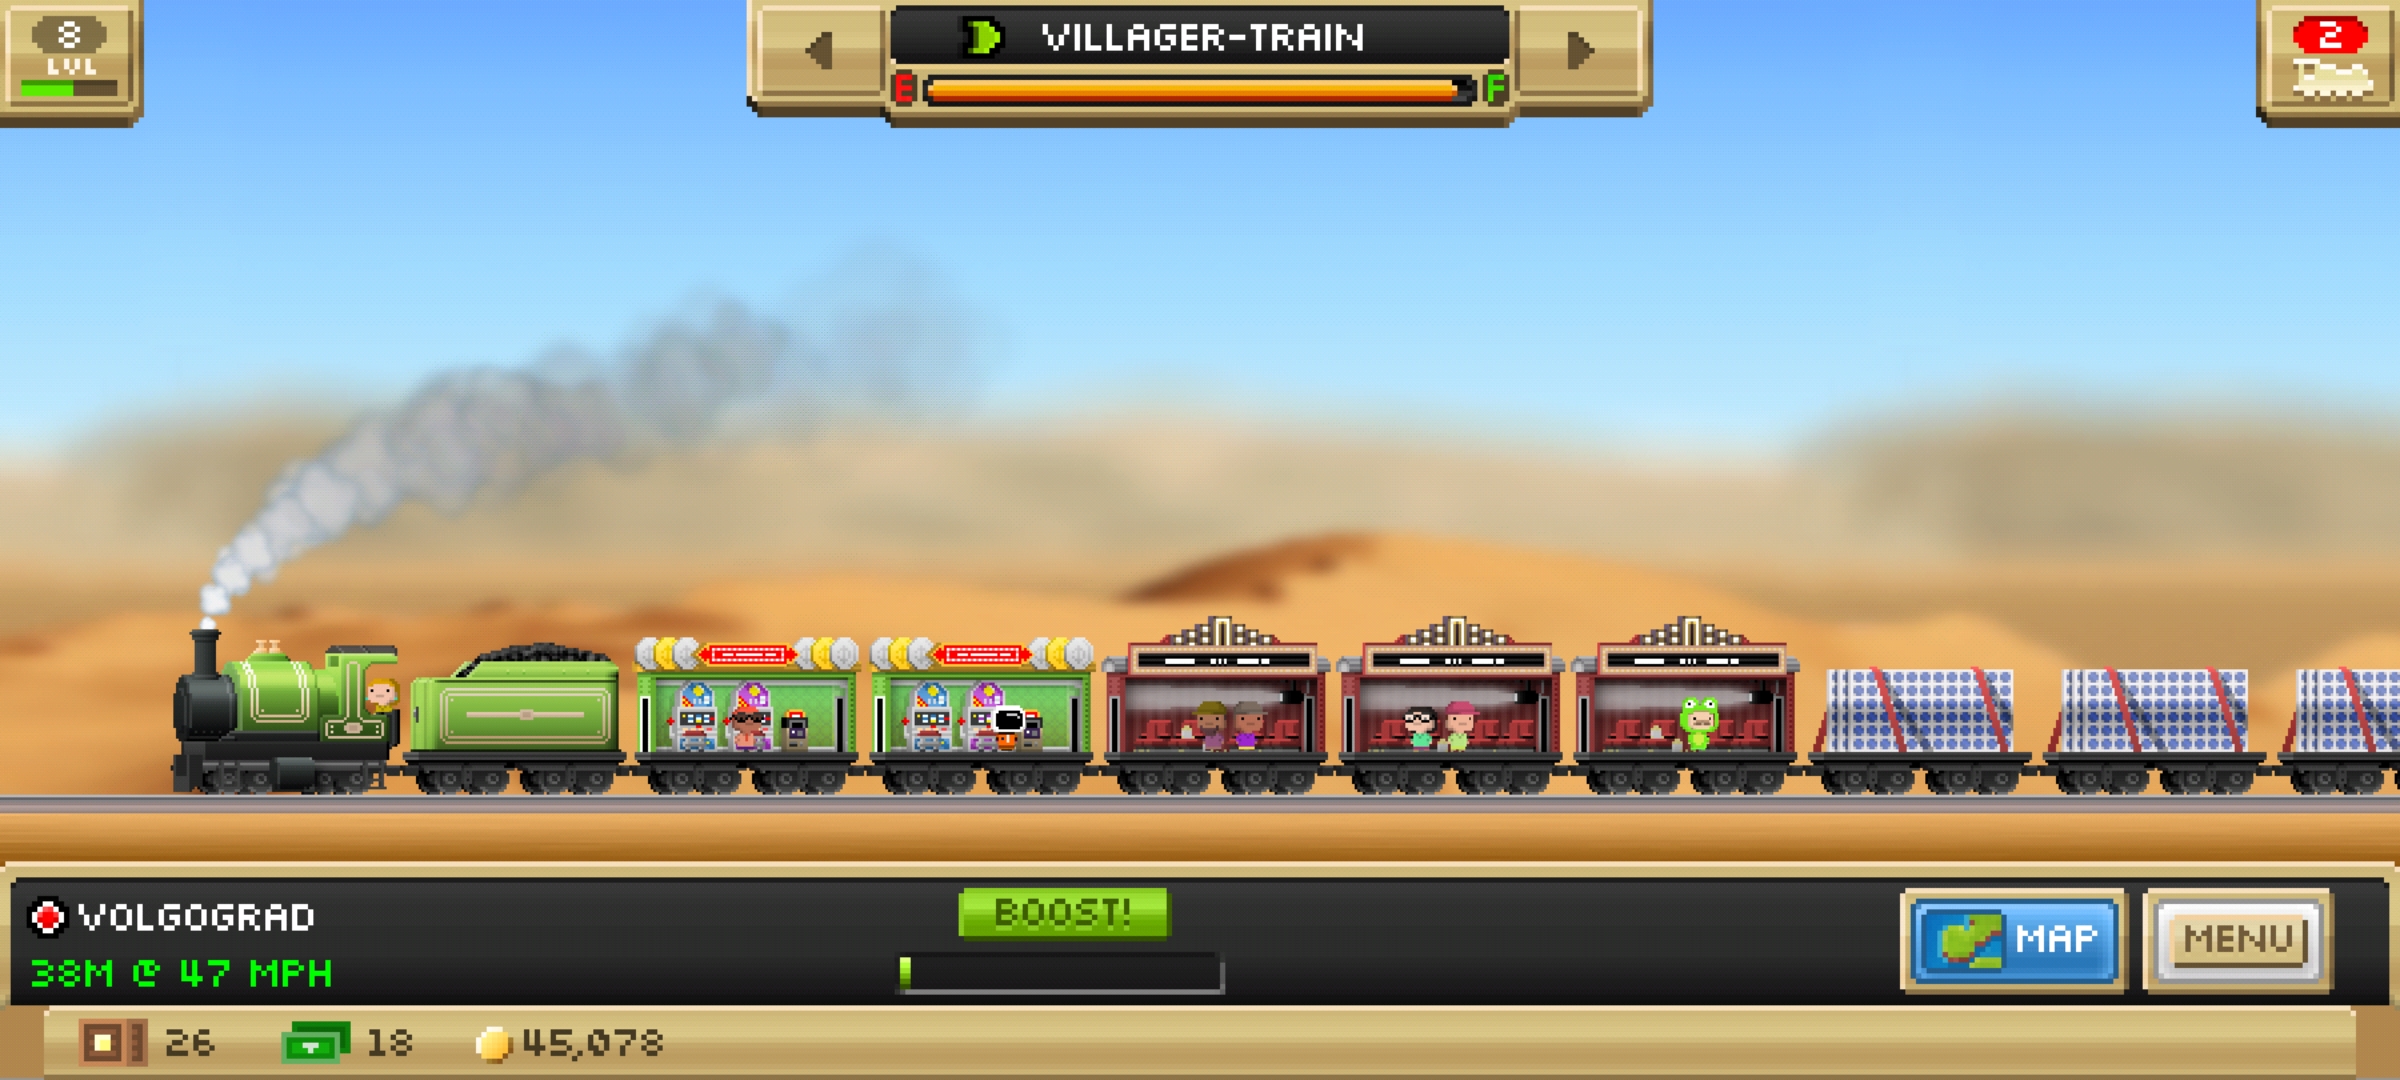 8
LVL
VILLAGER-TRAIN
E F
2
VOLGOGRAD
38M @ 47 MPH
BOOST!
MAP
MENU
26 18 45,078